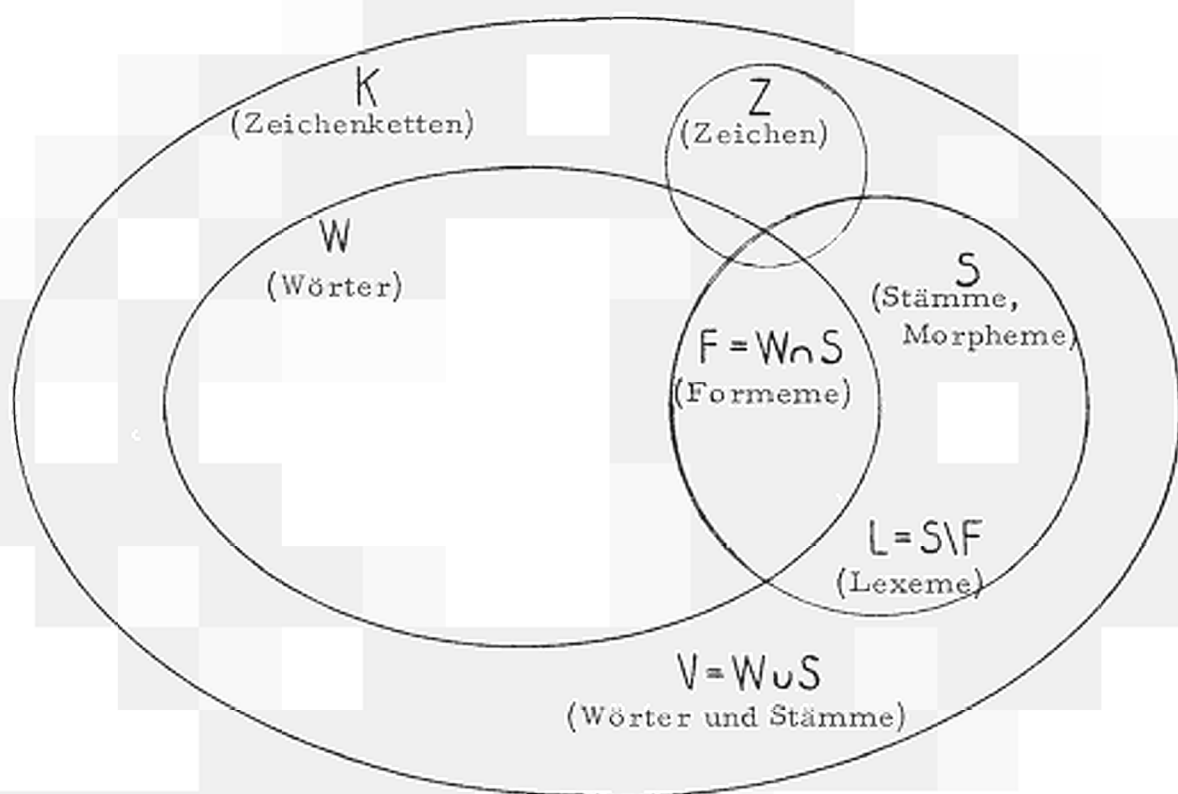 K
(Zeichenketten)
Z
(Zeichen)
W
(Wörter)
S
(Stämme,
Morpheme)
F = W∩S
(Formeme)
L = S\F
(Lexeme)
V = W∪S
(Wörter und Stämme)